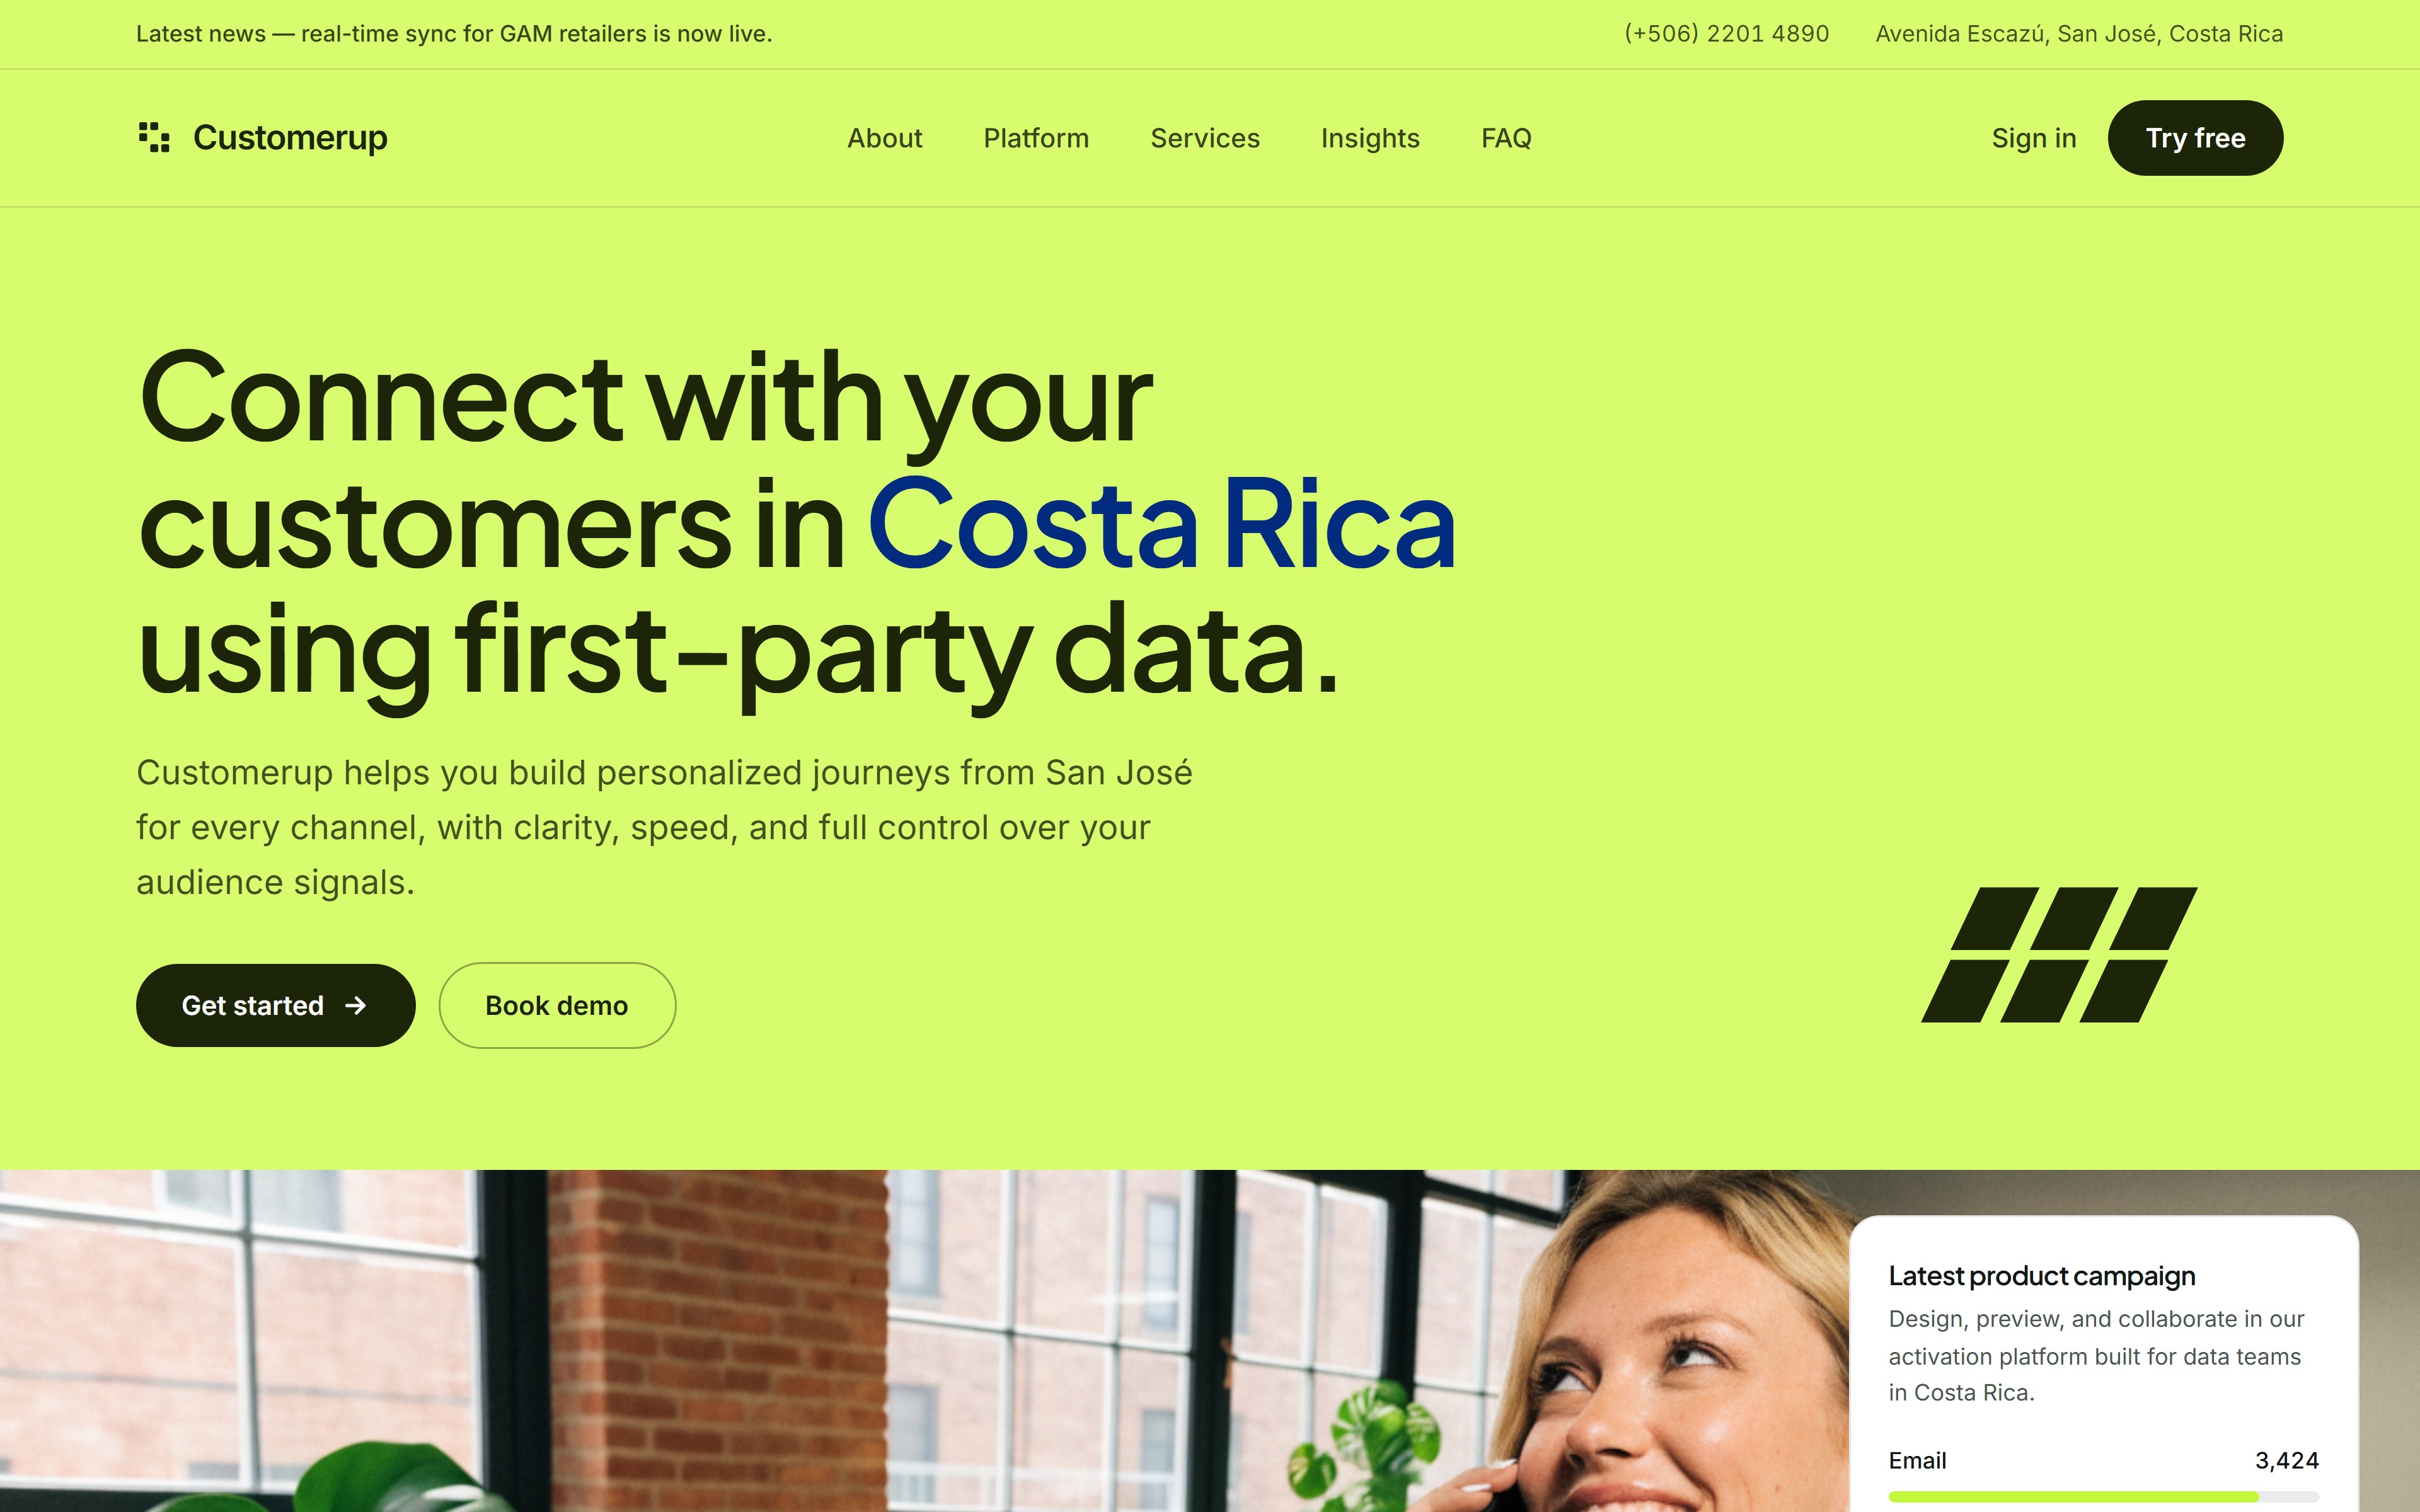 Latest news — real-time sync for GAM retailers is now live.
(+506) 2201 4890
Avenida Escazú, San José, Costa Rica
Customerup
About
Platform
Services
Insights
FAQ
Sign in
Try free
Connect with your
customers in Costa Rica
using first-party data.
Customerup helps you build personalized journeys from San José
for every channel, with clarity, speed, and full control over your
audience signals.
Get started
Book demo
Latest product campaign
Design, preview, and collaborate in our
activation platform built for data teams
in Costa Rica.
Email
3,424